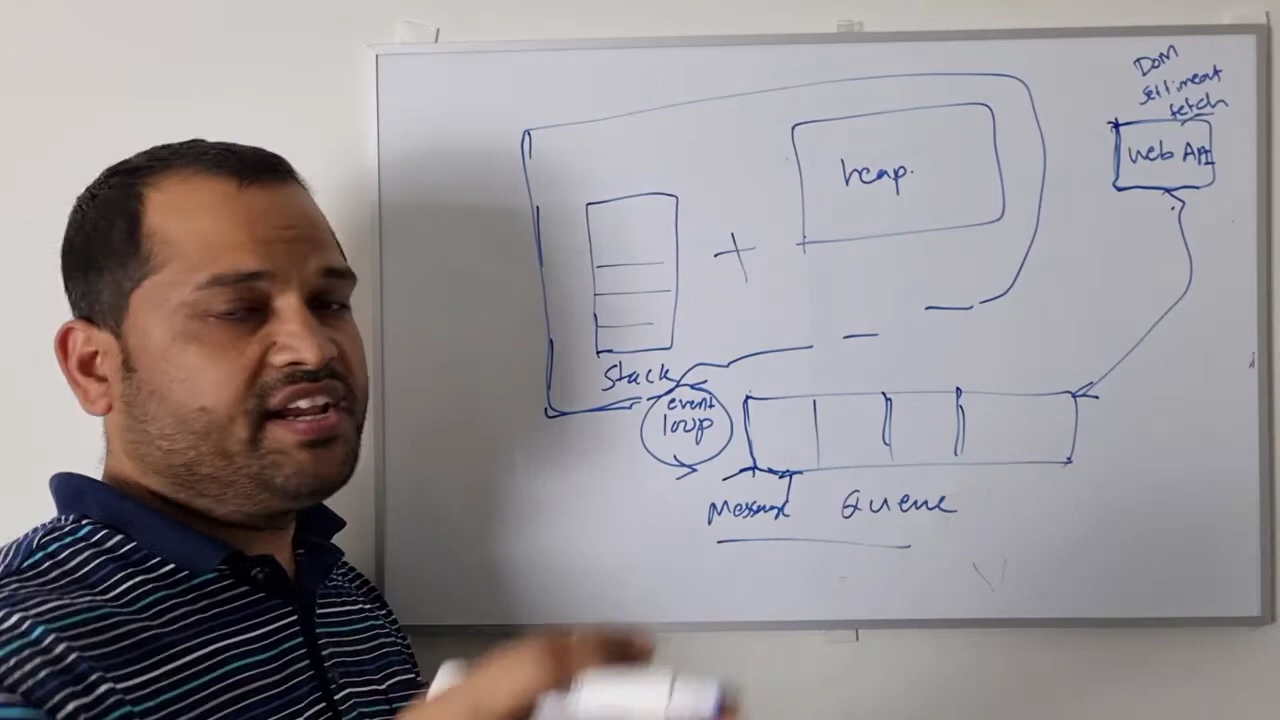 DOM
settimeout
fetch
Web API
heap.
Stack
event
loop
Message Queue